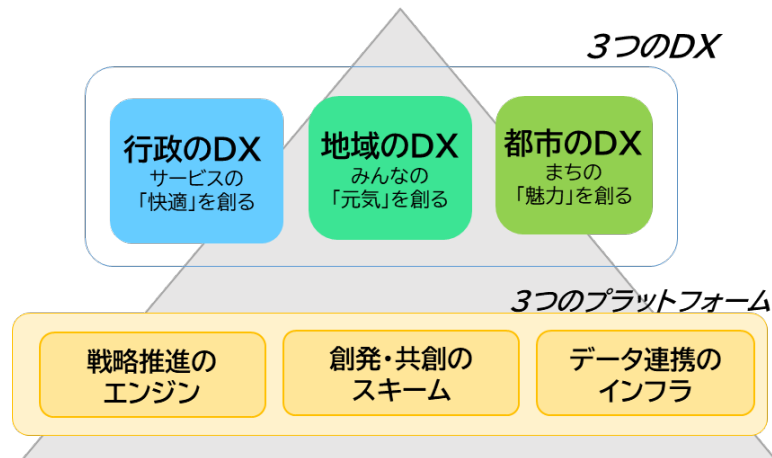 3つのDX
行政のDX
サービスの
「快適」を創る
地域のDX
みんなの
「元気」を創る
都市のDX
まちの
「魅力」を創る
3つのプラットフォーム
戦略推進の
エンジン
創発・共創の
スキーム
データ連携の
インフラ